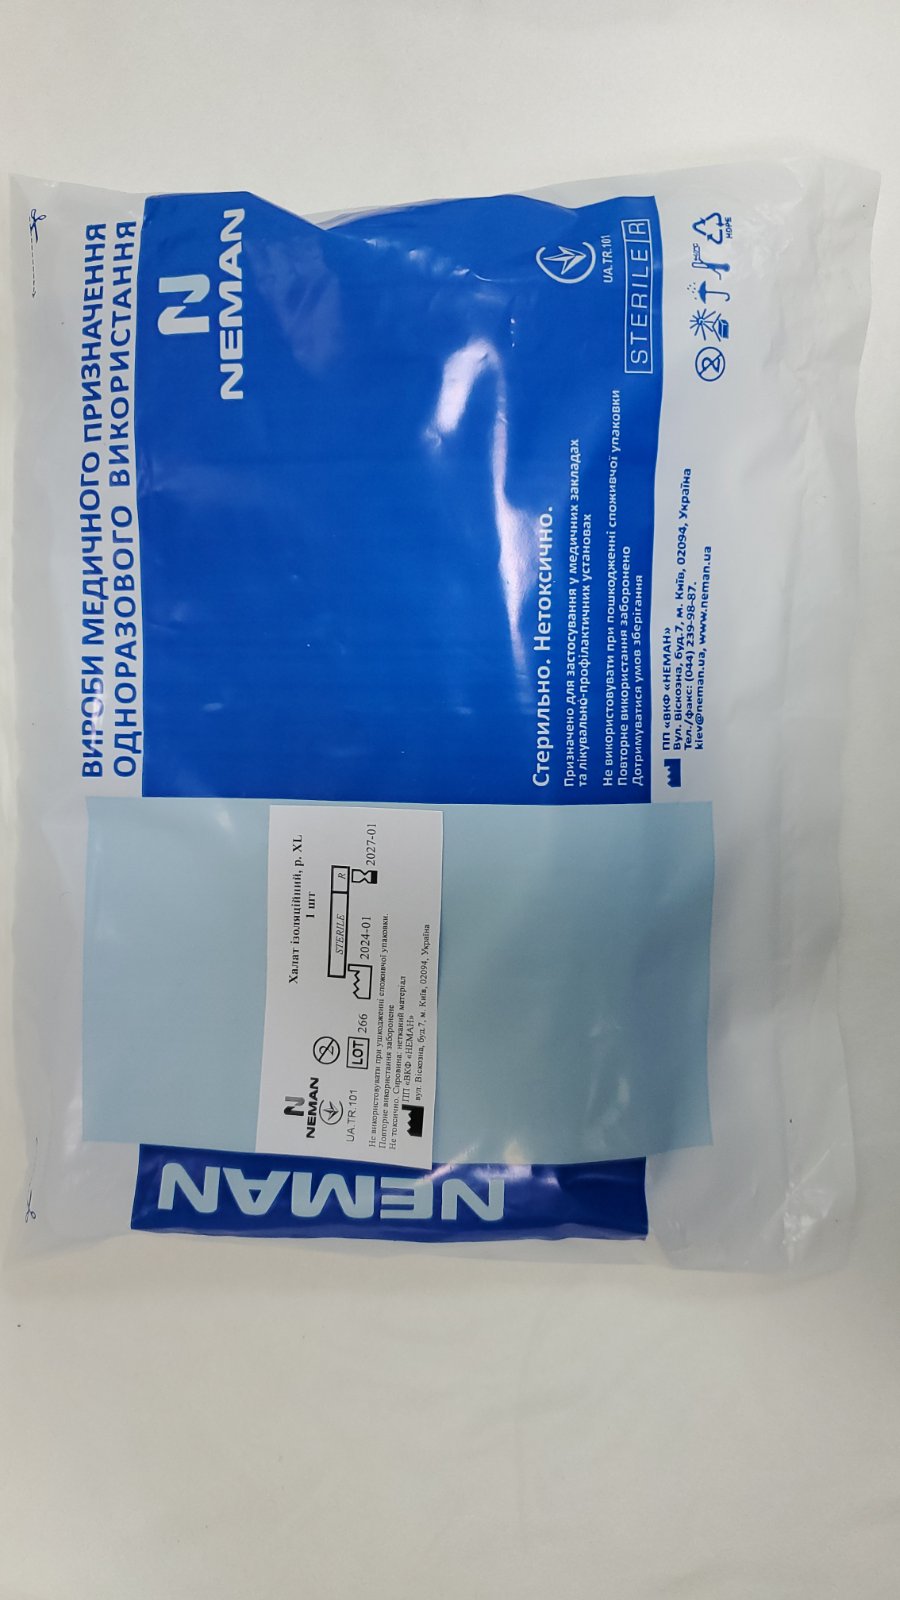 ВИРОБИ МЕДИЧНОГО ПРИЗНАЧЕННЯ
ОДНОРАЗОВОГО ВИКОРИСТАННЯ
NEMAN
Стерильно. Нетоксично.
Призначено для застосування у медичних закладах
та лікувально-профілактичних установах
Не використовувати при пошкодженні споживчої упаковки
Повторне використання заборонено
Дотримуватися умов зберігання
UA.TR.101
STERILE R
ПП «ВКФ «НЕМАН»
Вул. Віскозна, буд.7, м. Київ, 02094, Україна
Тел./факс: (044) 239-98-87.
kiev@neman.ua, www.neman.ua
2
HDPE
Халат ізоляційний, р. XL
1 шт
NEMAN
2
STERILE R
UA.TR.101
LOT 266
2024-01
2027-01
Не використовувати при ушкодженні споживчої упаковки.
Повторне використання заборонене
Не токсично. Сировина: нетканий матеріал
ПП «ВКФ «НЕМАН»
вул. Віскозна, буд.7, м. Київ, 02094, Україна
NEMAN